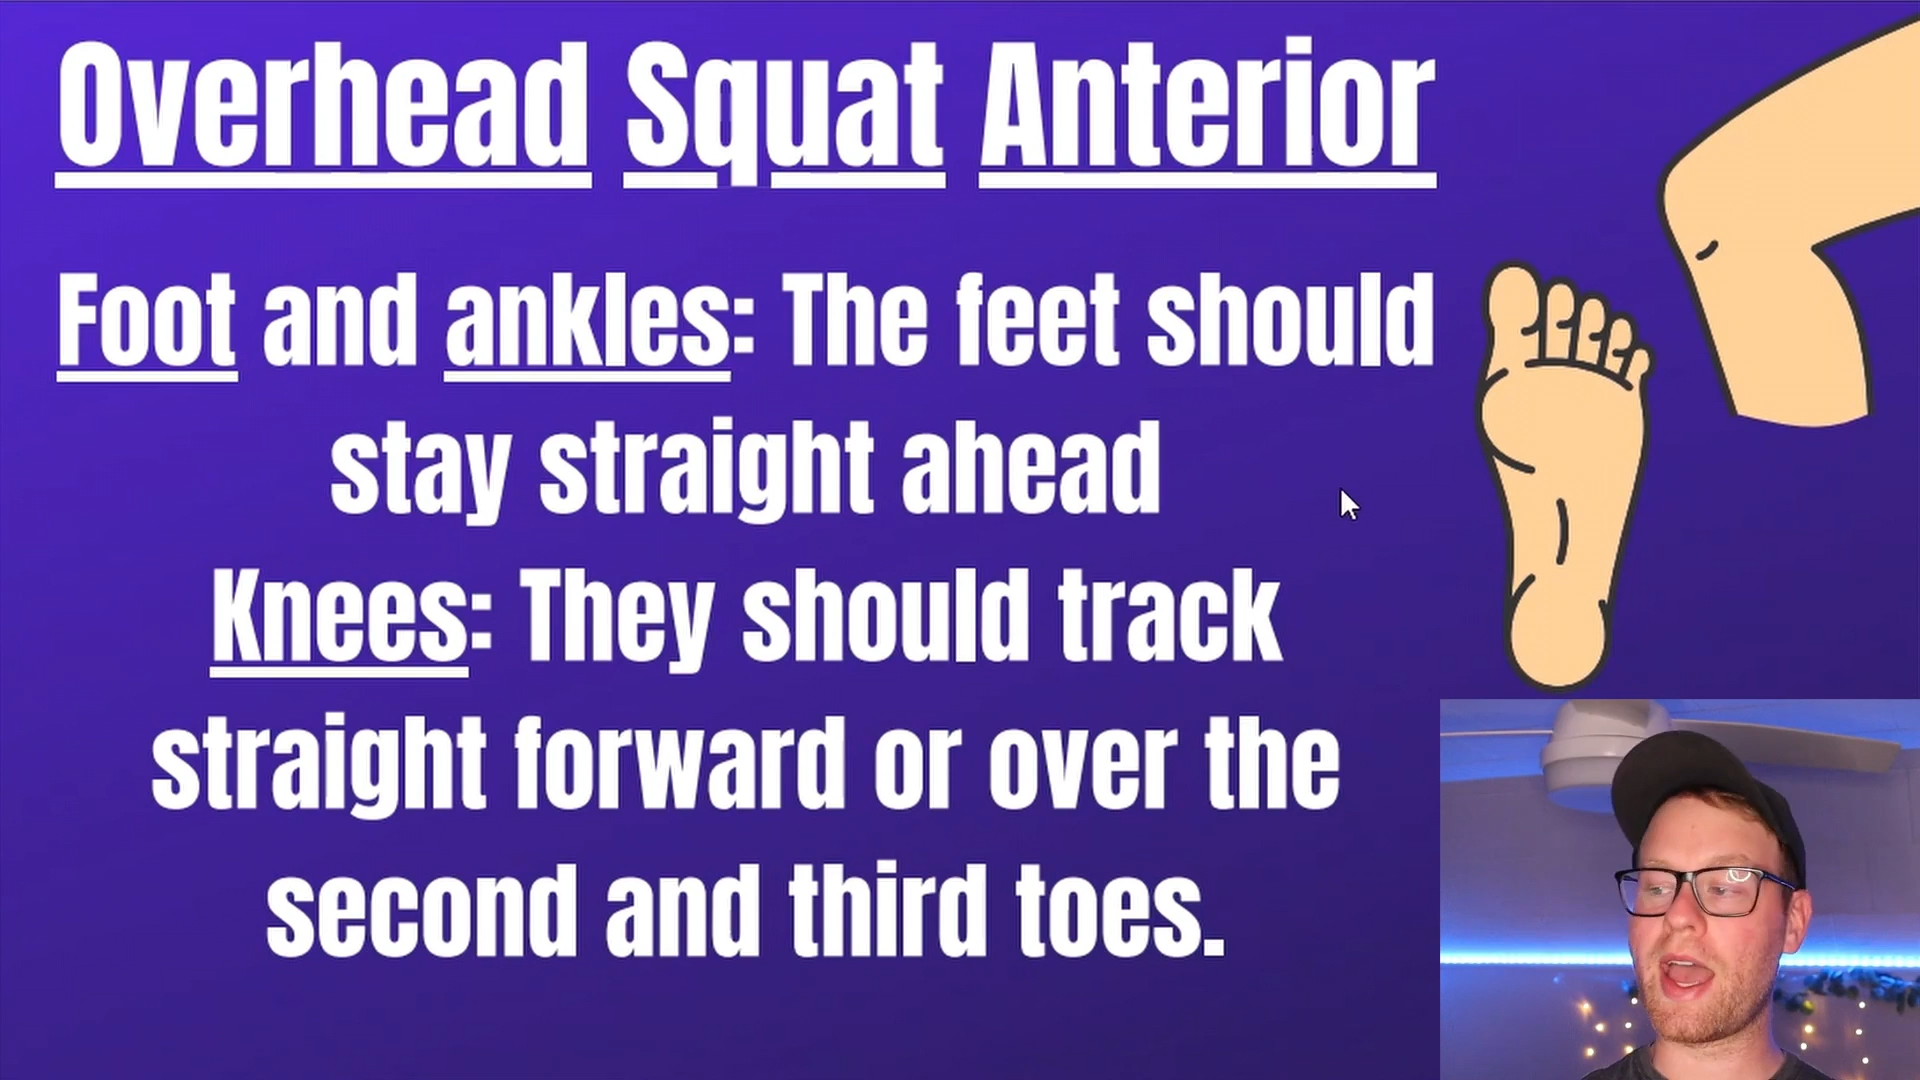 Overhead Squat Anterior
Foot and ankles: The feet should
stay straight ahead
Knees: They should track
straight forward or over the
second and third toes.